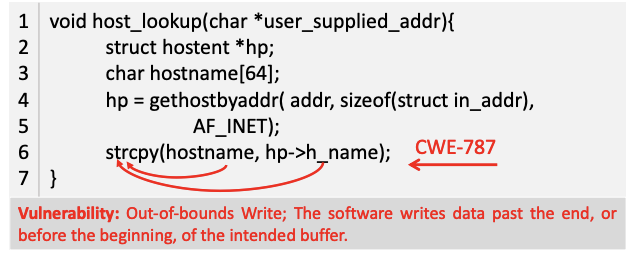 1 void host_lookup(char *user_supplied_addr){
2 struct hostent *hp;
3 char hostname[64];
4 hp = gethostbyaddr( addr, sizeof(struct in_addr),
5 AF_INET);
6 strcpy(hostname, hp->h_name); CWE-787
7 }
Vulnerability: Out-of-bounds Write; The software writes data past the end, or
before the beginning, of the intended buffer.